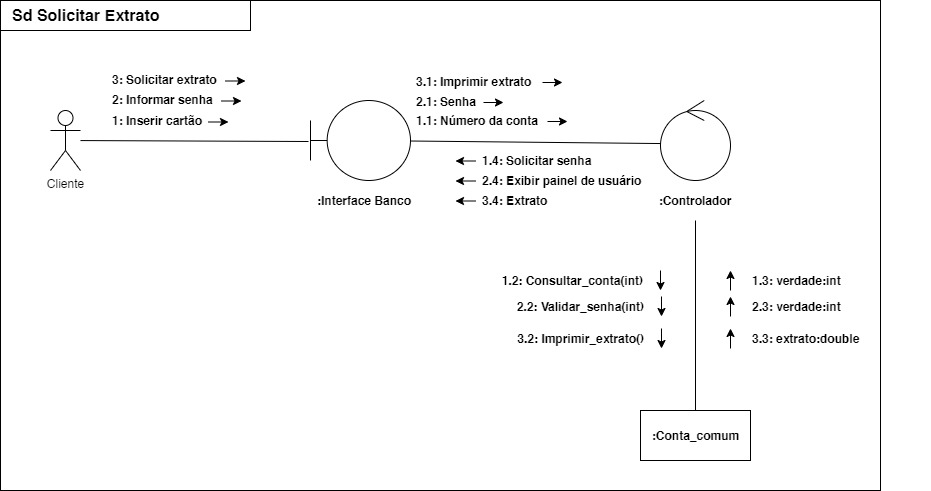 Sd Solicitar Extrato
3: Solicitar extrato
2: Informar senha
1: Inserir cartão
3.1: Imprimir extrato
2.1: Senha
1.1: Número da conta
Cliente
1.4: Solicitar senha
2.4: Exibir painel de usuário
3.4: Extrato
:Interface Banco
:Controlador
1.2: Consultar_conta(int)
1.3: verdade:int
2.2: Validar_senha(int)
2.3: verdade:int
3.2: Imprimir_extrato()
3.3: extrato:double
:Conta_comum